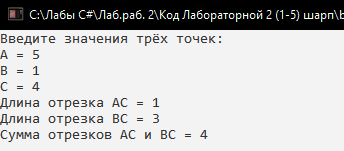 C:\Лабы C#\Лаб.раб. 2\Код Лабораторной 2 (1-5) шарп\b
Введите значения трёх точек:
A = 5
B = 1
C = 4
Длина отрезка AC = 1
Длина отрезка BC = 3
Сумма отрезков AC и BC = 4